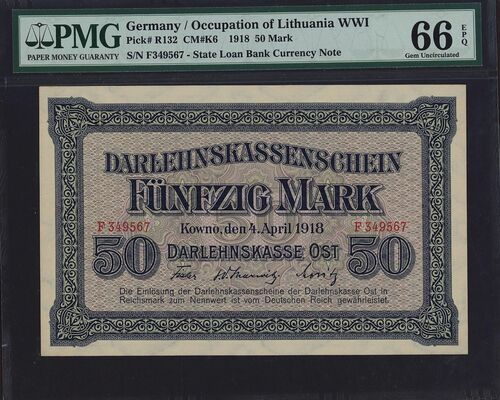 PMG
PAPER MONEY GUARANTY
Germany / Occupation of Lithuania WWI
Pick# R132 CM#K6 1918 50 Mark
S/N F349567 - State Loan Bank Currency Note
66 EPQ
Gem Uncirculated
DARLEHNSKASSENSCHEIN
FÜNFZIG MARK
F 349567 F 349567
Kowno, den 4. April 1918
50 DARLEHNSKASSE OST 50
Die Einlösung der Darlehnskassenscheine der Darlehnskasse Ost in
Reichsmark zum Nennwert ist vom Deutschen Reich gewährleistet.